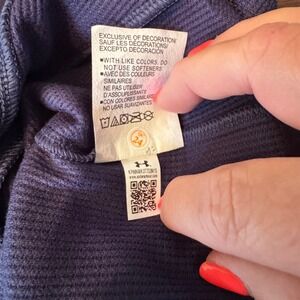 EXCLUSIVE OF DECORATION/
SAUF LES DÉCORATIONS/
EXCEPTO DECORACIÓN
•WITH LIKE COLORS, DO
NOT USE SOFTENERS
•AVEC DES COULEURS
SIMILAIRES
•NE PAS UTILISER
D'ASSOUPLISSANTS
•CON COLORES SIMILARES
•NO USAR SUAVIZANTES